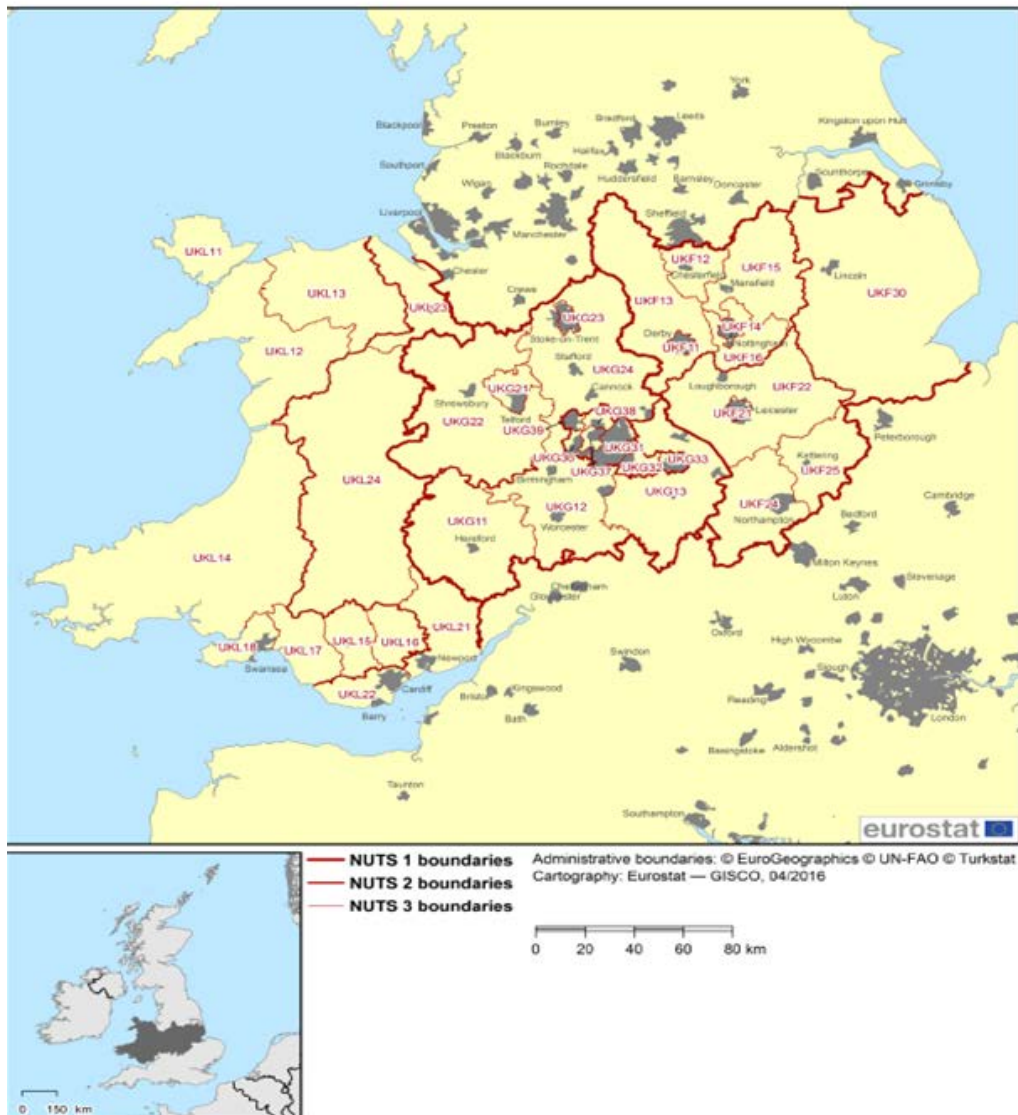 York
Leeds
Bradford
Burnley
Preston
Blackpool
Kingston upon Hull
Blackburn
Halifax
Southport
Rochdale
Huddersfield
Barnsley
Scunthorpe
Grimsby
Wigan
Doncaster
Liverpool
Manchester
Sheffield
UKL11
UKL13
Chester
UKF12
UKF15
Chesterfield
Lincoln
Mansfield
Crewe
UKL23
UKF13
UKF30
UKG23
UKF14
Derby
Nottingham
Stoke-on-Trent
UKF11
UKF16
UKL12
Stafford
UKG24
Loughborough
UKF22
UKG21
Cannock
Shrewsbury
UKF21
Leicester
Telford
UKG38
UKG22
UKG39
Peterborough
UKG31
UKG36
UKG33
Kettering
UKG32
UKG37
UKF25
Birmingham
UKL24
UKG13
UKG12
UKF24
Cambridge
UKG11
Worcester
Northampton
Bedford
Hereford
UKL14
Milton Keynes
Cheltenham
Stevenage
Gloucester
Luton
UKL21
Oxford
UKL15
UKL16
High Wycombe
UKL18
UKL17
Newport
Swindon
Swansea
Slough
UKL22
Cardiff
Bristol
Kingswood
Reading
Barry
Bath
London
Basingstoke
Aldershot
Taunton
Southampton
eurostat
NUTS 1 boundaries
NUTS 2 boundaries
NUTS 3 boundaries
Administrative boundaries: © EuroGeographics © UN-FAO © Turkstat
Cartography: Eurostat — GISCO, 04/2016
0 20 40 60 80 km
0 150 km